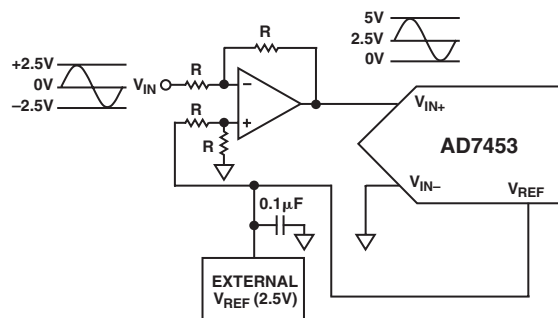 +2.5V
0V
–2.5V
VIN
R
R
R
R
–
+
5V
2.5V
0V
VIN+
AD7453
VIN–
VREF
0.1μF
EXTERNAL
VREF (2.5V)